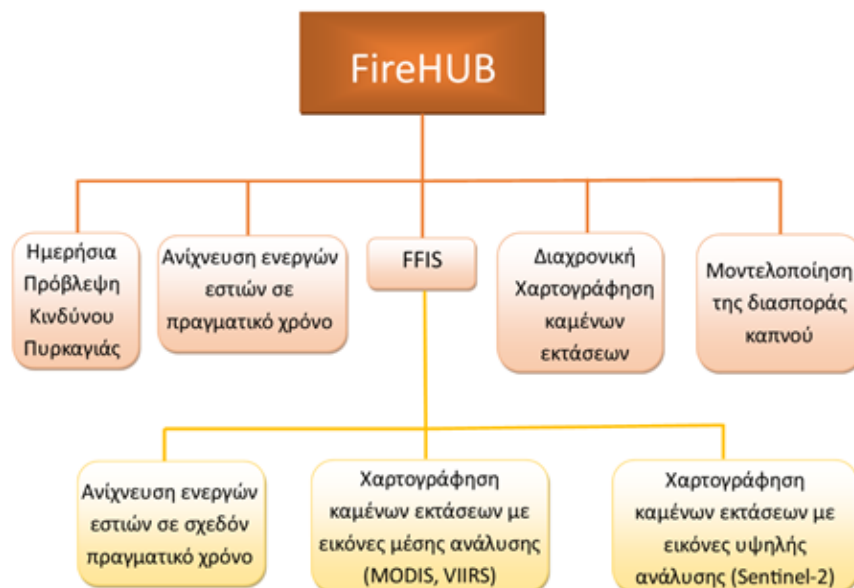 FireHUB
Ημερήσια
Πρόβλεψη
Κινδύνου
Πυρκαγιάς
Ανίχνευση ενεργών
εστιών σε
πραγματικό χρόνο
FFIS
Διαχρονική
Χαρτογράφηση
καμένων
εκτάσεων
Μοντελοποίηση
της διασποράς
καπνού
Ανίχνευση ενεργών
εστιών σε σχεδόν
πραγματικό χρόνο
Χαρτογράφηση
καμένων εκτάσεων με
εικόνες μέσης ανάλυσης
(MODIS, VIIRS)
Χαρτογράφηση
καμένων εκτάσεων με
εικόνες υψηλής
ανάλυσης (Sentinel-2)